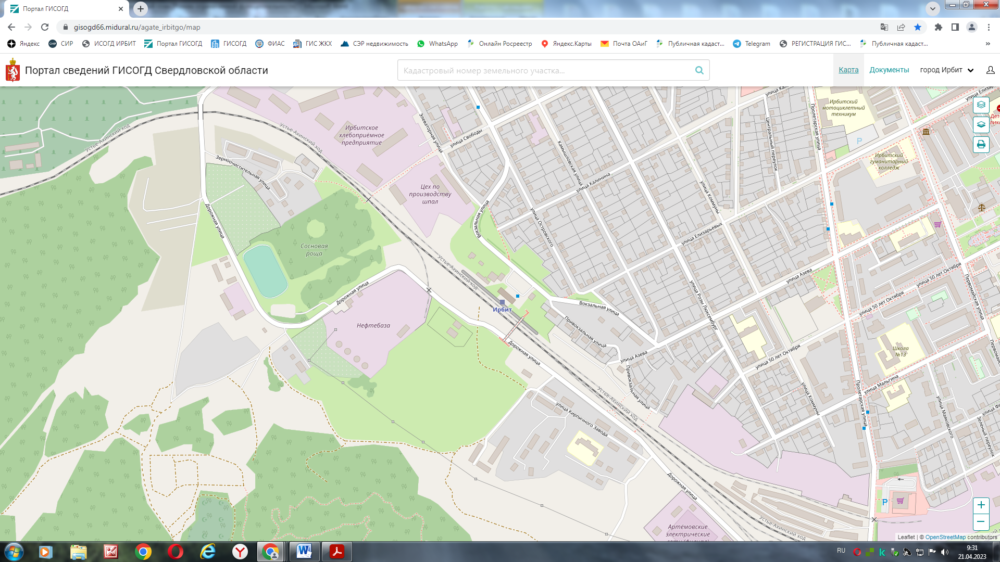 Портал ГИСОГД
gisogd66.midural.ru/agate_irbitgo/map
Яндекс
СИР
ИСОГД ИРБИТ
Портал ГИСОГД
ГИСОГД
ФИАС
ГИС ЖКХ
СЭР недвижимость
WhatsApp
Онлайн Росреестр
Яндекс.Карты
Почта ОАиГ
Публичная кадаст...
Telegram
РЕГИСТРАЦИЯ ГИС...
Публичная кадаст...
»
Портал сведений ГИСОГД Свердловской области
Кадастровый номер земельного участка...
Карта
Документы
город Ирбит
Устье-Ахинский ход
Устье-Ахинский ход
Ирбитское
хлебоприёмное
предприятие
Элеваторная улица
улица Свободы
Камышловская улица
Центральный переулок
Пролетарская улица
Ирбитский
мотоциклетный
техникум
P
Ирбитский
гуманитарный
колледж
Зерноочистительная улица
Цех по
производству
шпал
улица Калинина
улица Коммуны
Дорожная улица
Вокзальная улица
улица Островского
улица Елизарьевых
Сосновая
роща
Устье-Ахинский ход
Дорожная улица
улица Азева
улица 50 лет Октября
улица 50 лет Октября
Первомайская улица
Ирбит
Вокзальная улица
улица Розы Люксембург
Нефтебаза
Привокзальная улица
Дорожная улица
улица Азева
улица 50 лет Октября
Школа
№13
Привокзальная улица
улица Мальгина
Пролетарская улица
улица Коммуны
улица Маяковского
Зелёный переулок
Устье-Ахинский ход
улица Кирпичного Завода
Дорожная улица
P
Устье-Ахинский ход
Артёмовские
электрические
сети (филиал)
+
−
Leaflet | © OpenStreetMap contributors
RU
9:31
21.04.2023